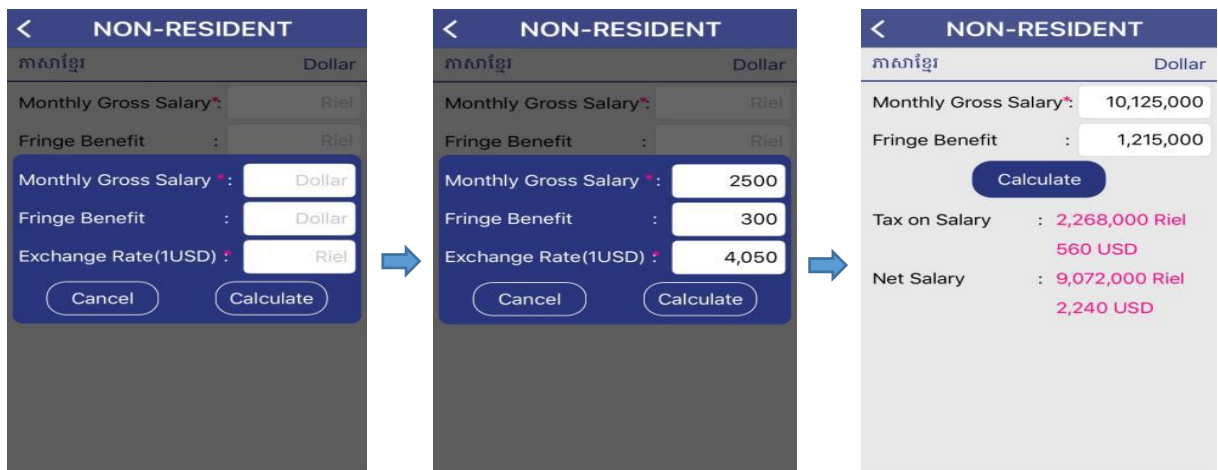 NON-RESIDENT
ភាសាខ្មែរ Dollar
Monthly Gross Salary*: Riel
Fringe Benefit : Riel
Monthly Gross Salary *: Dollar
Fringe Benefit : Dollar
Exchange Rate(1USD) * Riel
Cancel Calculate
NON-RESIDENT
ភាសាខ្មែរ Dollar
Monthly Gross Salary*: Riel
Fringe Benefit : Riel
Monthly Gross Salary *: 2500
Fringe Benefit : 300
Exchange Rate(1USD) * 4,050
Cancel Calculate
NON-RESIDENT
ភាសាខ្មែរ Dollar
Monthly Gross Salary*: 10,125,000
Fringe Benefit : 1,215,000
Calculate
Tax on Salary : 2,268,000 Riel
560 USD
Net Salary : 9,072,000 Riel
2,240 USD